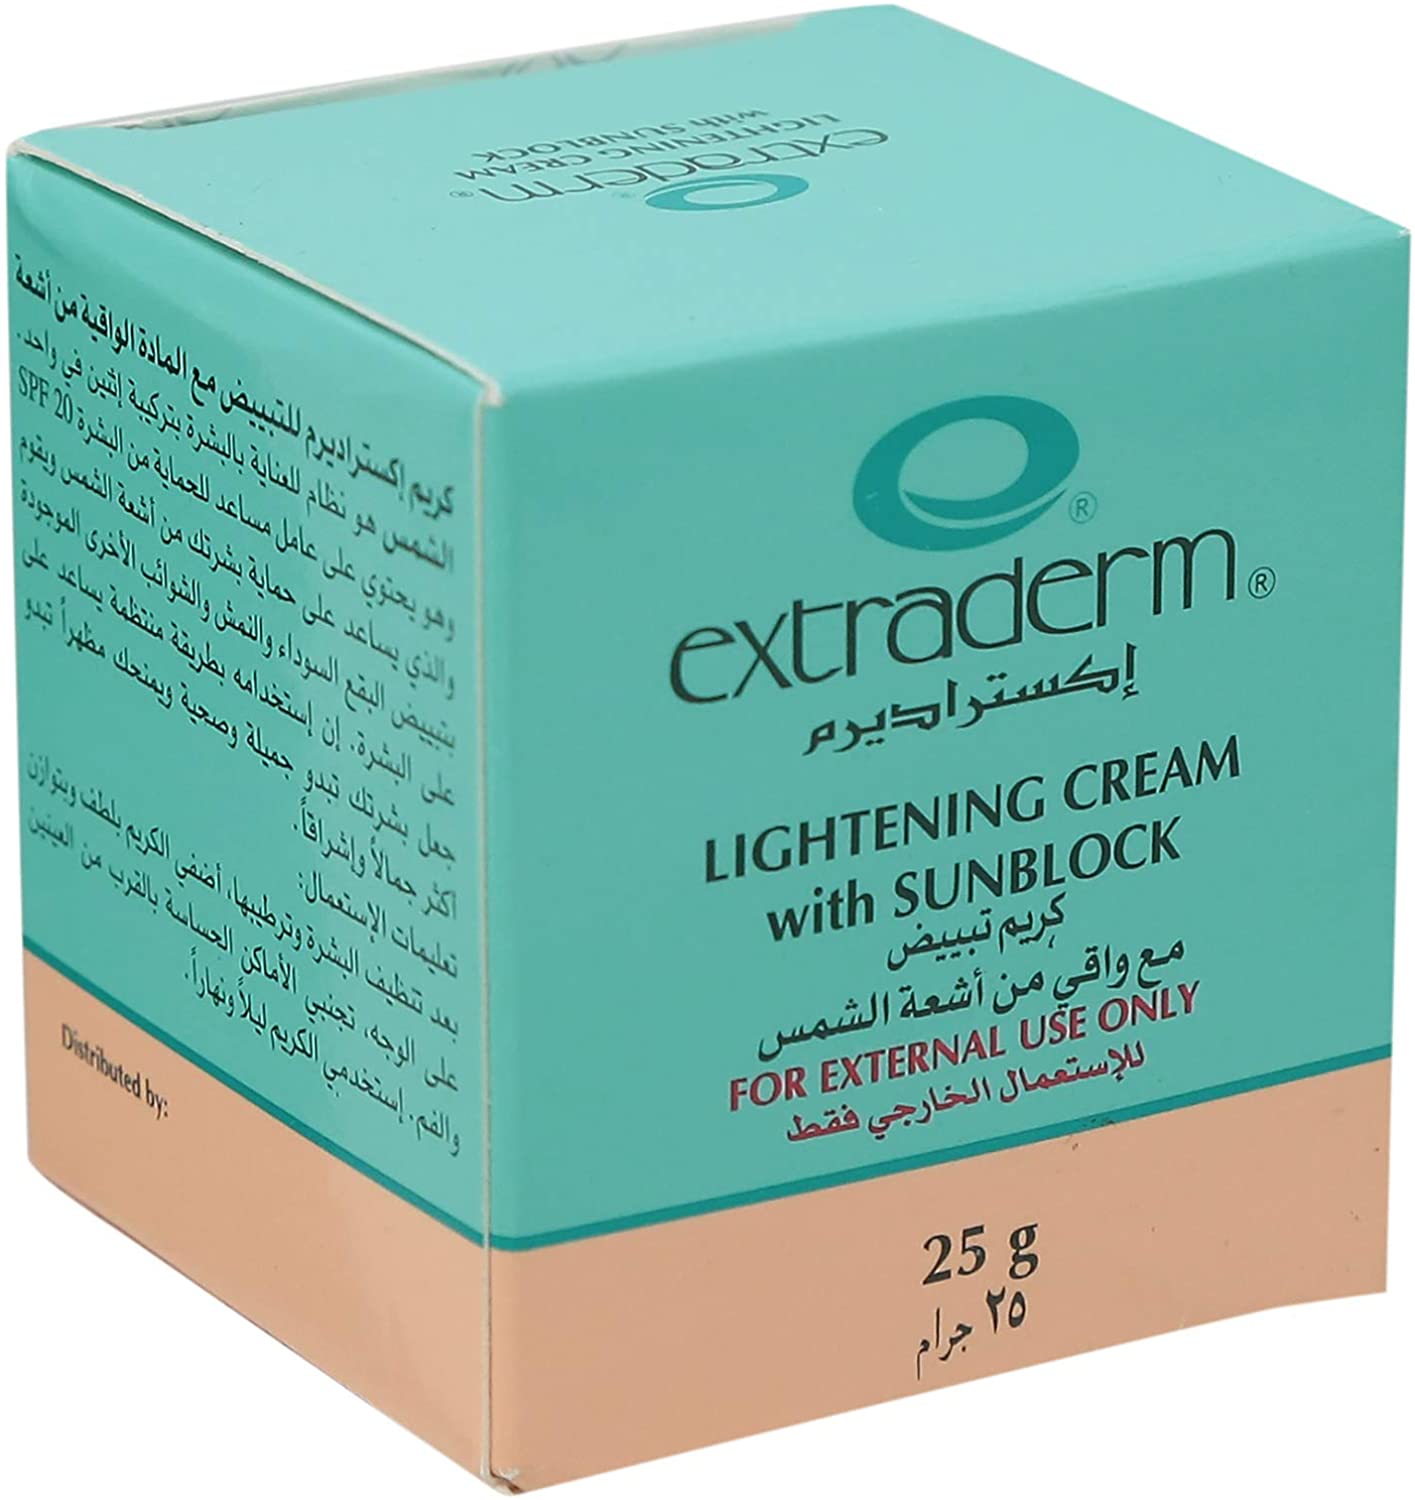 extraderm®
LIGHTENING CREAM
with SUNBLOCK
®
extraderm®
إكستراديرم
LIGHTENING CREAM
with SUNBLOCK
كريم تبييض
مع واقي من أشعة الشمس
FOR EXTERNAL USE ONLY
للإستعمال الخارجي فقط
25 g
٢٥ جرام
كريم إكستراديرم للتبييض مع المادة الواقية من أشعة
الشمس هو نظام للعناية بالبشرة بتركيبة إثنين في واحد.
وهو يحتوي على عامل مساعد للحماية من البشرة SPF 20
والذي يساعد على حماية بشرتك من أشعة الشمس ويقوم
بتبييض البقع السوداء والنمش والشوائب الأخرى الموجودة
على البشرة. إن إستخدامه بطريقة منتظمة يساعد على
جعل بشرتك تبدو جميلة وصحية ويمنحك مظهراً تبدو
أكثر جمالاً وإشراقاً.
تعليمات الإستعمال:
بعد تنظيف البشرة وترطيبها، أضفي الكريم بلطف وبتوازن
على الوجه، تجنبي الأماكن الحساسة بالقرب من العينين
والفم. إستخدمي الكريم ليلاً ونهاراً.
Distributed by: